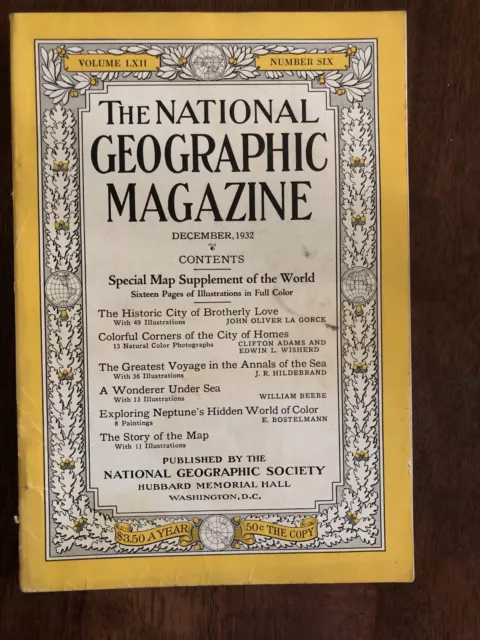 VOLUME LXII
NUMBER SIX
THE NATIONAL
GEOGRAPHIC
MAGAZINE
DECEMBER, 1932
CONTENTS
Special Map Supplement of the World
Sixteen Pages of Illustrations in Full Color
The Historic City of Brotherly Love
With 49 Illustrations JOHN OLIVER LA GORCE
Colorful Corners of the City of Homes
13 Natural Color Photographs CLIFTON ADAMS AND
EDWIN L. WISHERD
The Greatest Voyage in the Annals of the Sea
With 36 Illustrations J. R. HILDEBRAND
A Wonderer Under Sea
With 13 Illustrations WILLIAM BEEBE
Exploring Neptune's Hidden World of Color
8 Paintings E. BOSTELMANN
The Story of the Map
With 11 Illustrations
PUBLISHED BY THE
NATIONAL GEOGRAPHIC SOCIETY
HUBBARD MEMORIAL HALL
WASHINGTON, D.C.
$3.50 A YEAR
50¢ THE COPY